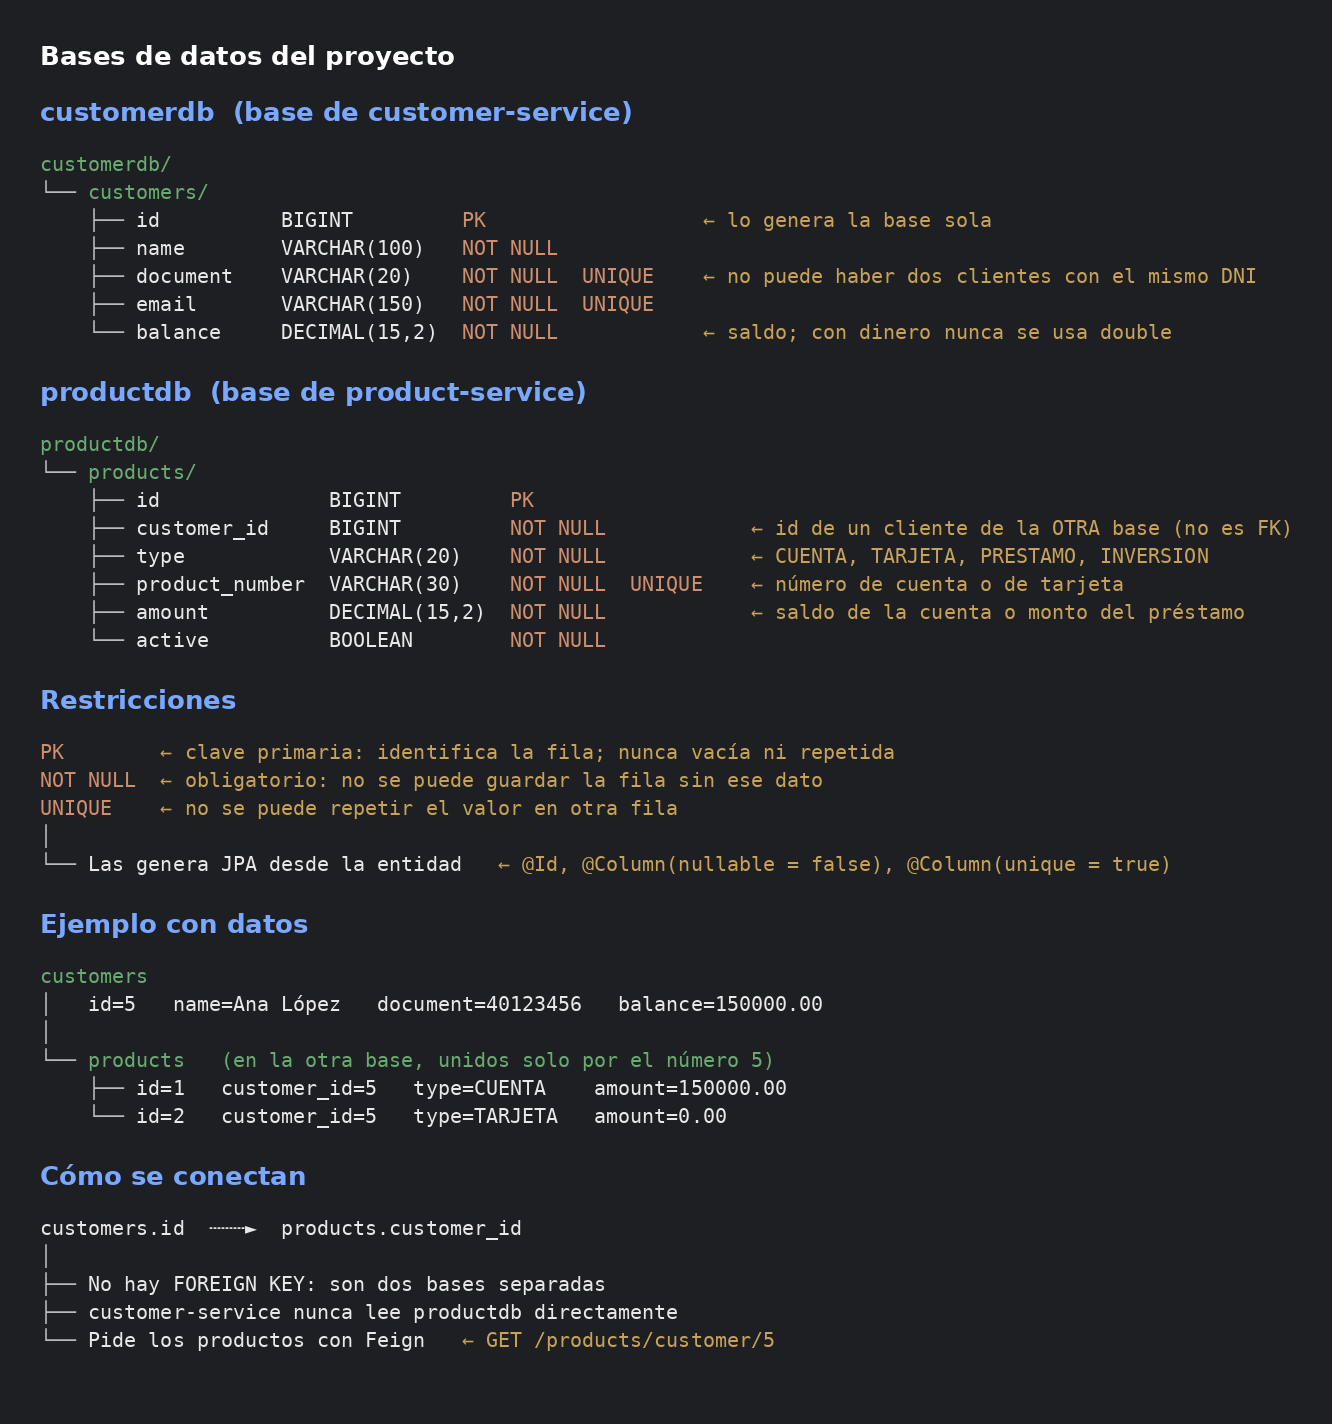 Bases de datos del proyecto
customerdb  (base de customer-service)
customerdb/
└── customers/
    ├── id          BIGINT         PK                  ← lo genera la base sola
    ├── name        VARCHAR(100)   NOT NULL
    ├── document    VARCHAR(20)    NOT NULL  UNIQUE    ← no puede haber dos clientes con el mismo DNI
    ├── email       VARCHAR(150)   NOT NULL  UNIQUE
    └── balance     DECIMAL(15,2)  NOT NULL            ← saldo; con dinero nunca se usa double
productdb  (base de product-service)
productdb/
└── products/
    ├── id              BIGINT         PK
    ├── customer_id     BIGINT         NOT NULL            ← id de un cliente de la OTRA base (no es FK)
    ├── type            VARCHAR(20)    NOT NULL            ← CUENTA, TARJETA, PRESTAMO, INVERSION
    ├── product_number  VARCHAR(30)    NOT NULL  UNIQUE    ← número de cuenta o de tarjeta
    ├── amount          DECIMAL(15,2)  NOT NULL            ← saldo de la cuenta o monto del préstamo
    └── active          BOOLEAN        NOT NULL
Restricciones
PK        ← clave primaria: identifica la fila; nunca vacía ni repetida
NOT NULL  ← obligatorio: no se puede guardar la fila sin ese dato
UNIQUE    ← no se puede repetir el valor en otra fila
│
└── Las genera JPA desde la entidad   ← @Id, @Column(nullable = false), @Column(unique = true)
Ejemplo con datos
customers
│   id=5   name=Ana López   document=40123456   balance=150000.00
│
└── products   (en la otra base, unidos solo por el número 5)
    ├── id=1   customer_id=5   type=CUENTA    amount=150000.00
    └── id=2   customer_id=5   type=TARJETA   amount=0.00
Cómo se conectan
customers.id  ┈┈┈►  products.customer_id
│
├── No hay FOREIGN KEY: son dos bases separadas
├── customer-service nunca lee productdb directamente
└── Pide los productos con Feign   ← GET /products/customer/5